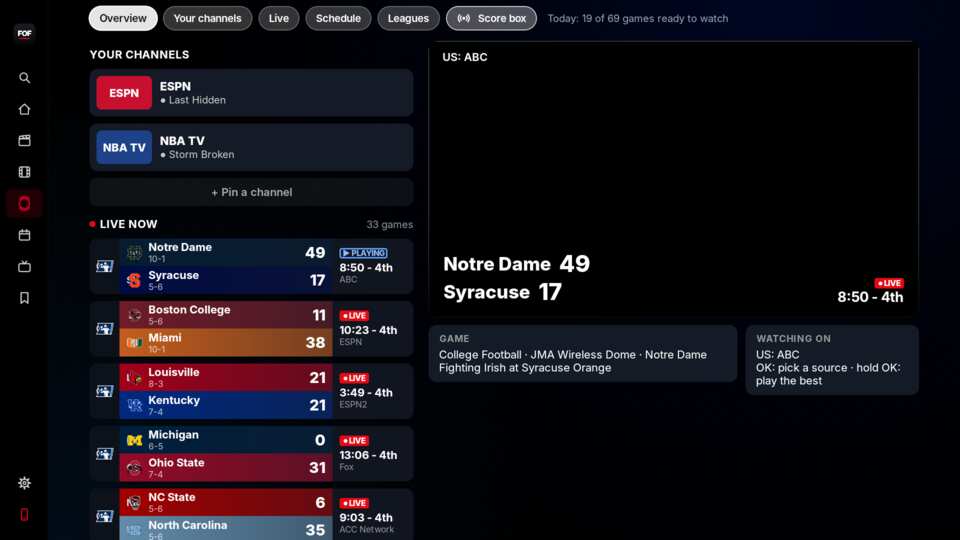 FOF
Overview
Your channels
Live
Schedule
Leagues
Score box
Today: 19 of 69 games ready to watch
YOUR CHANNELS
ESPN
ESPN
● Last Hidden
NBA TV
NBA TV
● Storm Broken
+ Pin a channel
LIVE NOW
33 games
Notre Dame
10-1
49
Syracuse
5-6
17
PLAYING
8:50 - 4th
ABC
Boston College
5-6
11
Miami
10-1
38
LIVE
10:23 - 4th
ESPN
Louisville
8-3
21
Kentucky
7-4
21
LIVE
3:49 - 4th
ESPN2
Michigan
6-5
0
Ohio State
7-4
31
LIVE
13:06 - 4th
Fox
NC State
5-6
6
North Carolina
5-6
35
LIVE
9:03 - 4th
ACC Network
US: ABC
Notre Dame 49
Syracuse 17
LIVE
8:50 - 4th
GAME
College Football · JMA Wireless Dome · Notre Dame
Fighting Irish at Syracuse Orange
WATCHING ON
US: ABC
OK: pick a source · hold OK:
play the best